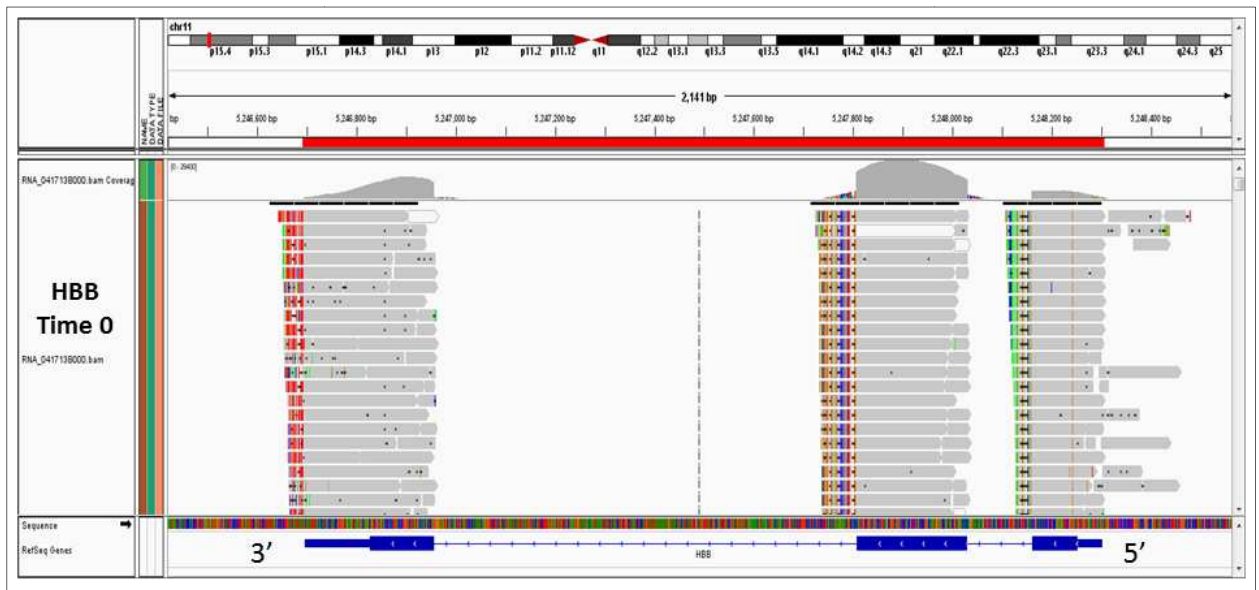 chr11
p15.4 p15.3 p15.1 p14.3 p14.1 p13 p12 p11.2 p11.12 q11 q12.2 q13.1 q13.3 q13.5 q14.1 q14.2 q14.3 q21 q22.1 q22.3 q23.1 q23.3 q24.1 q24.3 q25
2,141 bp
bp 5,246,600 bp 5,246,800 bp 5,247,000 bp 5,247,200 bp 5,247,400 bp 5,247,600 bp 5,247,800 bp 5,248,000 bp 5,248,200 bp 5,248,400 bp
NAME
DATA TYPE
DATA FILE
RNA_041713B000.bam Coverag
[0 - 29400]
HBB
Time 0
RNA_041713B000.bam
Sequence
RefSeq Genes
3’ 5’
HBB